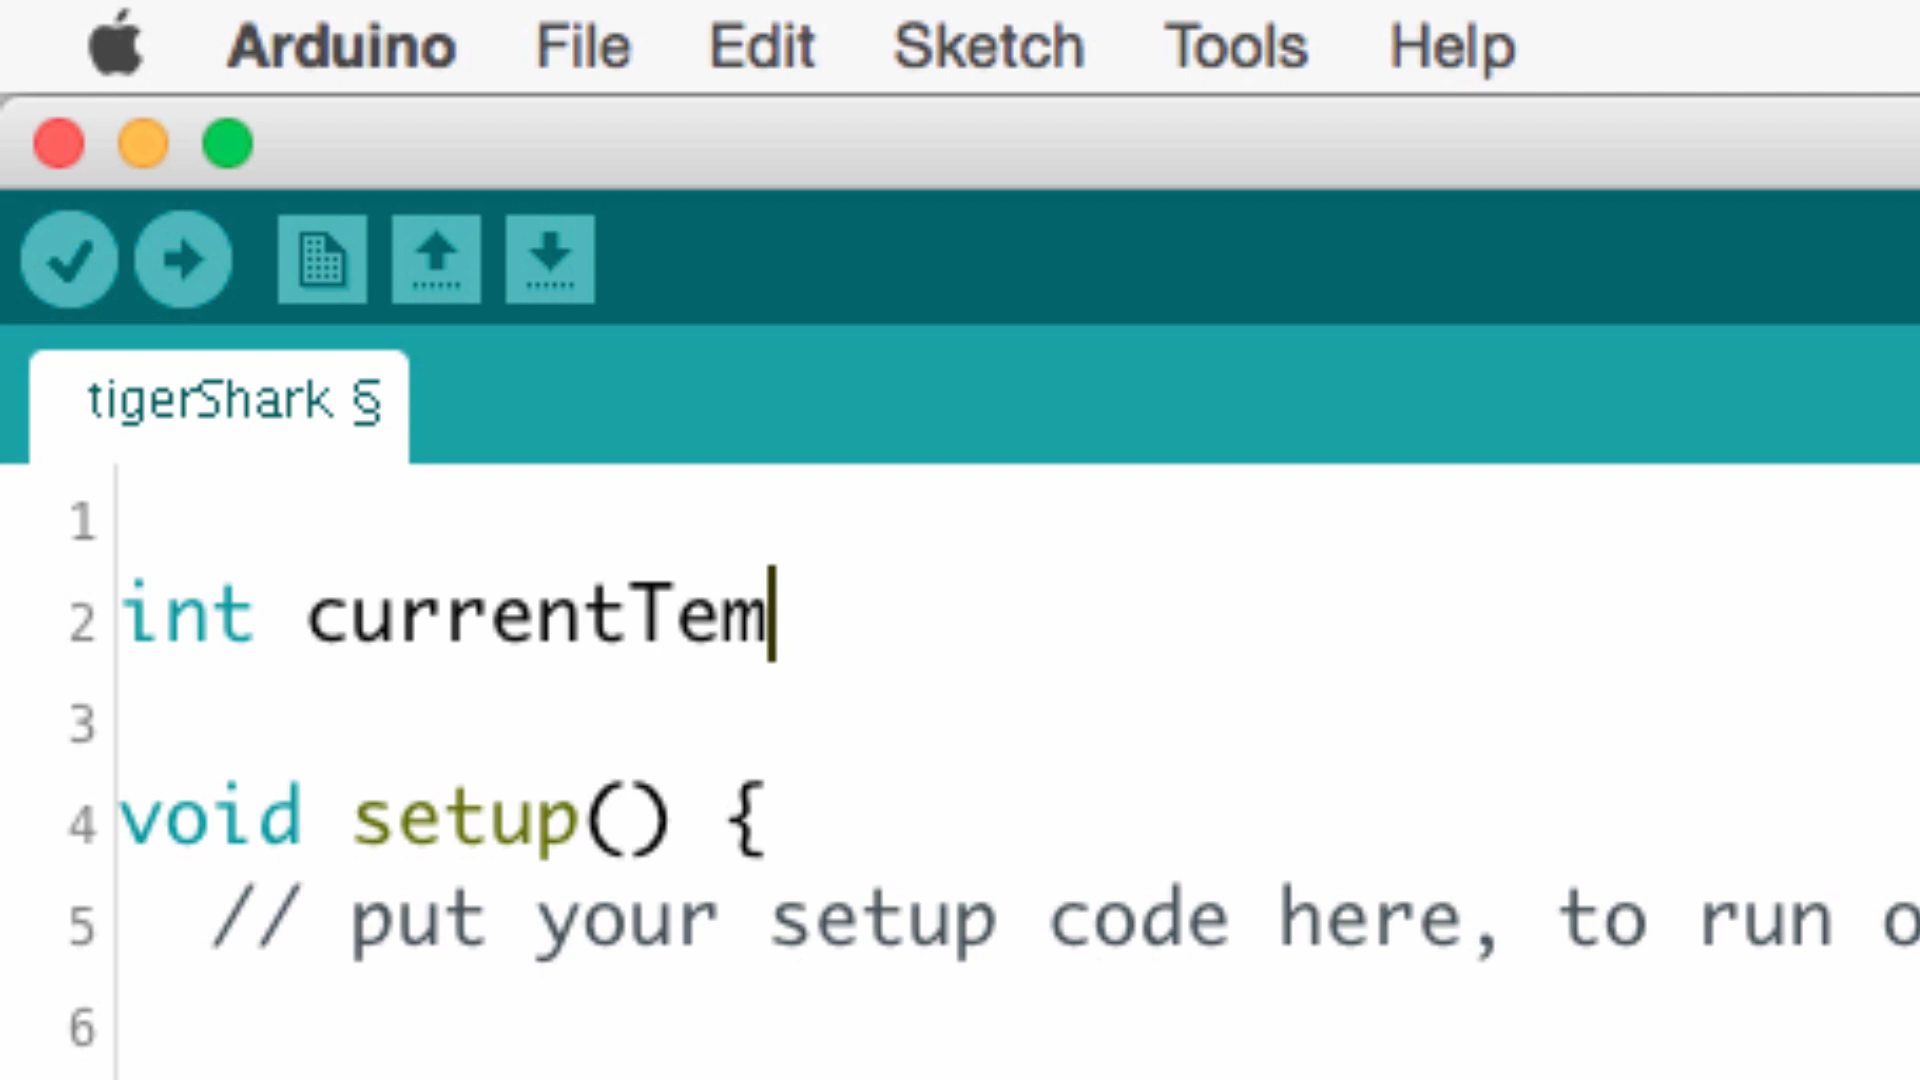 Arduino File Edit Sketch Tools Help
tigerShark §
1
2 int currentTem
3
4 void setup() {
5 // put your setup code here, to run
6